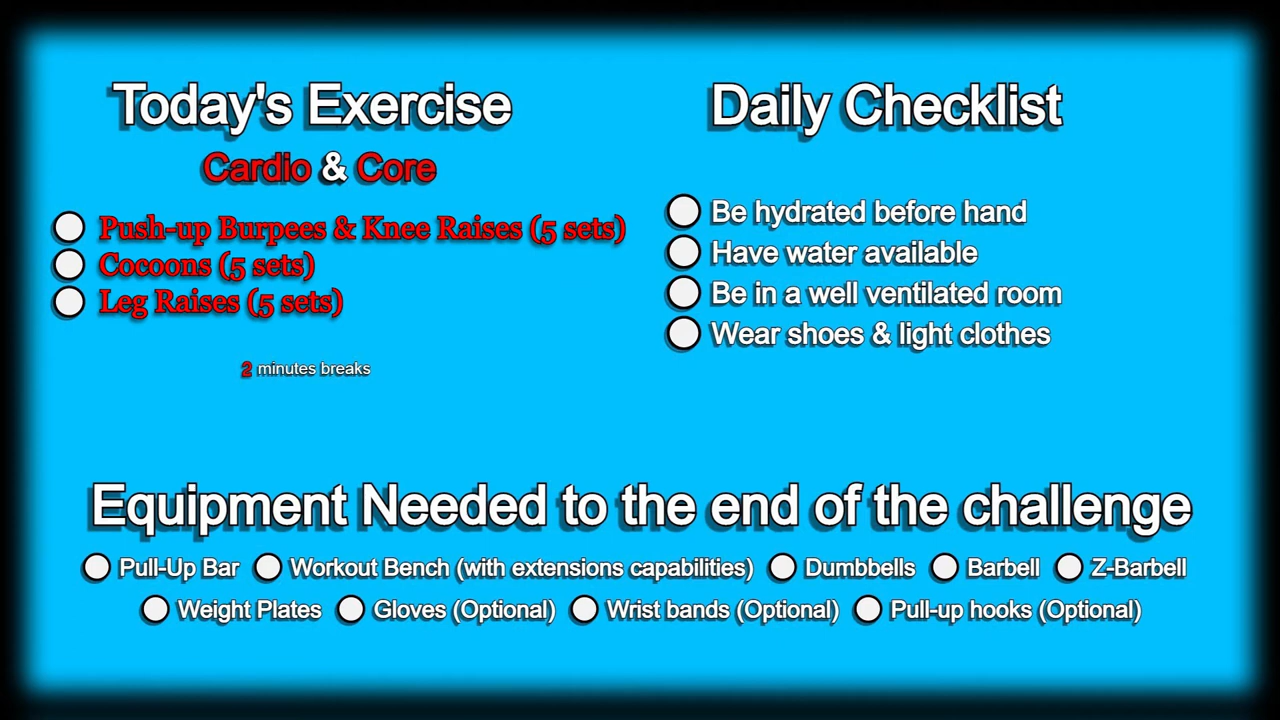 Today's Exercise
Cardio & Core
Push-up Burpees & Knee Raises (5 sets)
Cocoons (5 sets)
Leg Raises (5 sets)
2 minutes breaks
Daily Checklist
Be hydrated before hand
Have water available
Be in a well ventilated room
Wear shoes & light clothes
Equipment Needed to the end of the challenge
Pull-Up Bar Workout Bench (with extensions capabilities) Dumbbells Barbell Z-Barbell
Weight Plates Gloves (Optional) Wrist bands (Optional) Pull-up hooks (Optional)